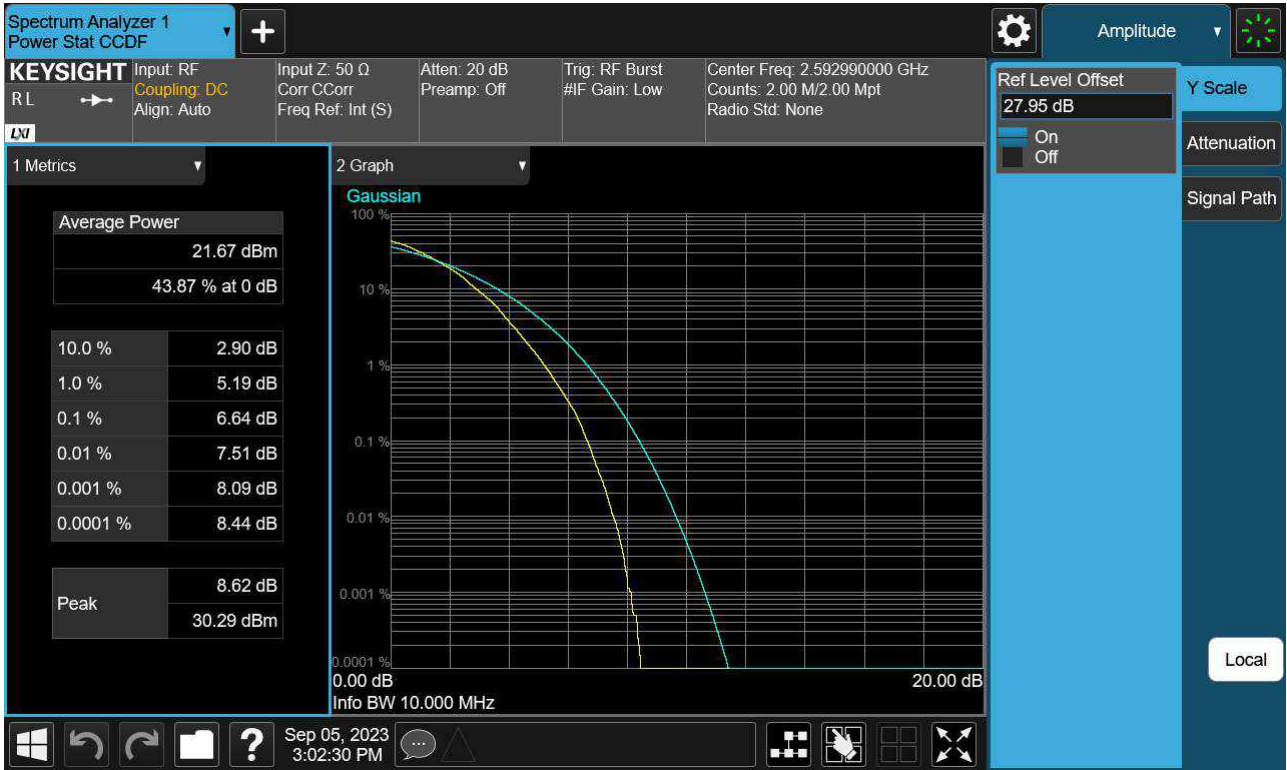 Spectrum Analyzer 1
Power Stat CCDF
▼
+
Amplitude
▼
KEYSIGHT
RL
LXI
Input: RF
Coupling: DC
Align: Auto
Input Z: 50 Ω
Corr CCorr
Freq Ref: Int (S)
Atten: 20 dB
Preamp: Off
Trig: RF Burst
#IF Gain: Low
Center Freq: 2.592990000 GHz
Counts: 2.00 M/2.00 Mpt
Radio Std: None
Ref Level Offset
27.95 dB
On
Off
Y Scale
Attenuation
Signal Path
1 Metrics
▼
Average Power
21.67 dBm
43.87 % at 0 dB
10.0 % 2.90 dB
1.0 % 5.19 dB
0.1 % 6.64 dB
0.01 % 7.51 dB
0.001 % 8.09 dB
0.0001 % 8.44 dB
Peak
8.62 dB
30.29 dBm
2 Graph
▼
Gaussian
100 %
10 %
1 %
0.1 %
0.01 %
0.001 %
0.0001 %
0.00 dB 20.00 dB
Info BW 10.000 MHz
Local
?
Sep 05, 2023
3:02:30 PM